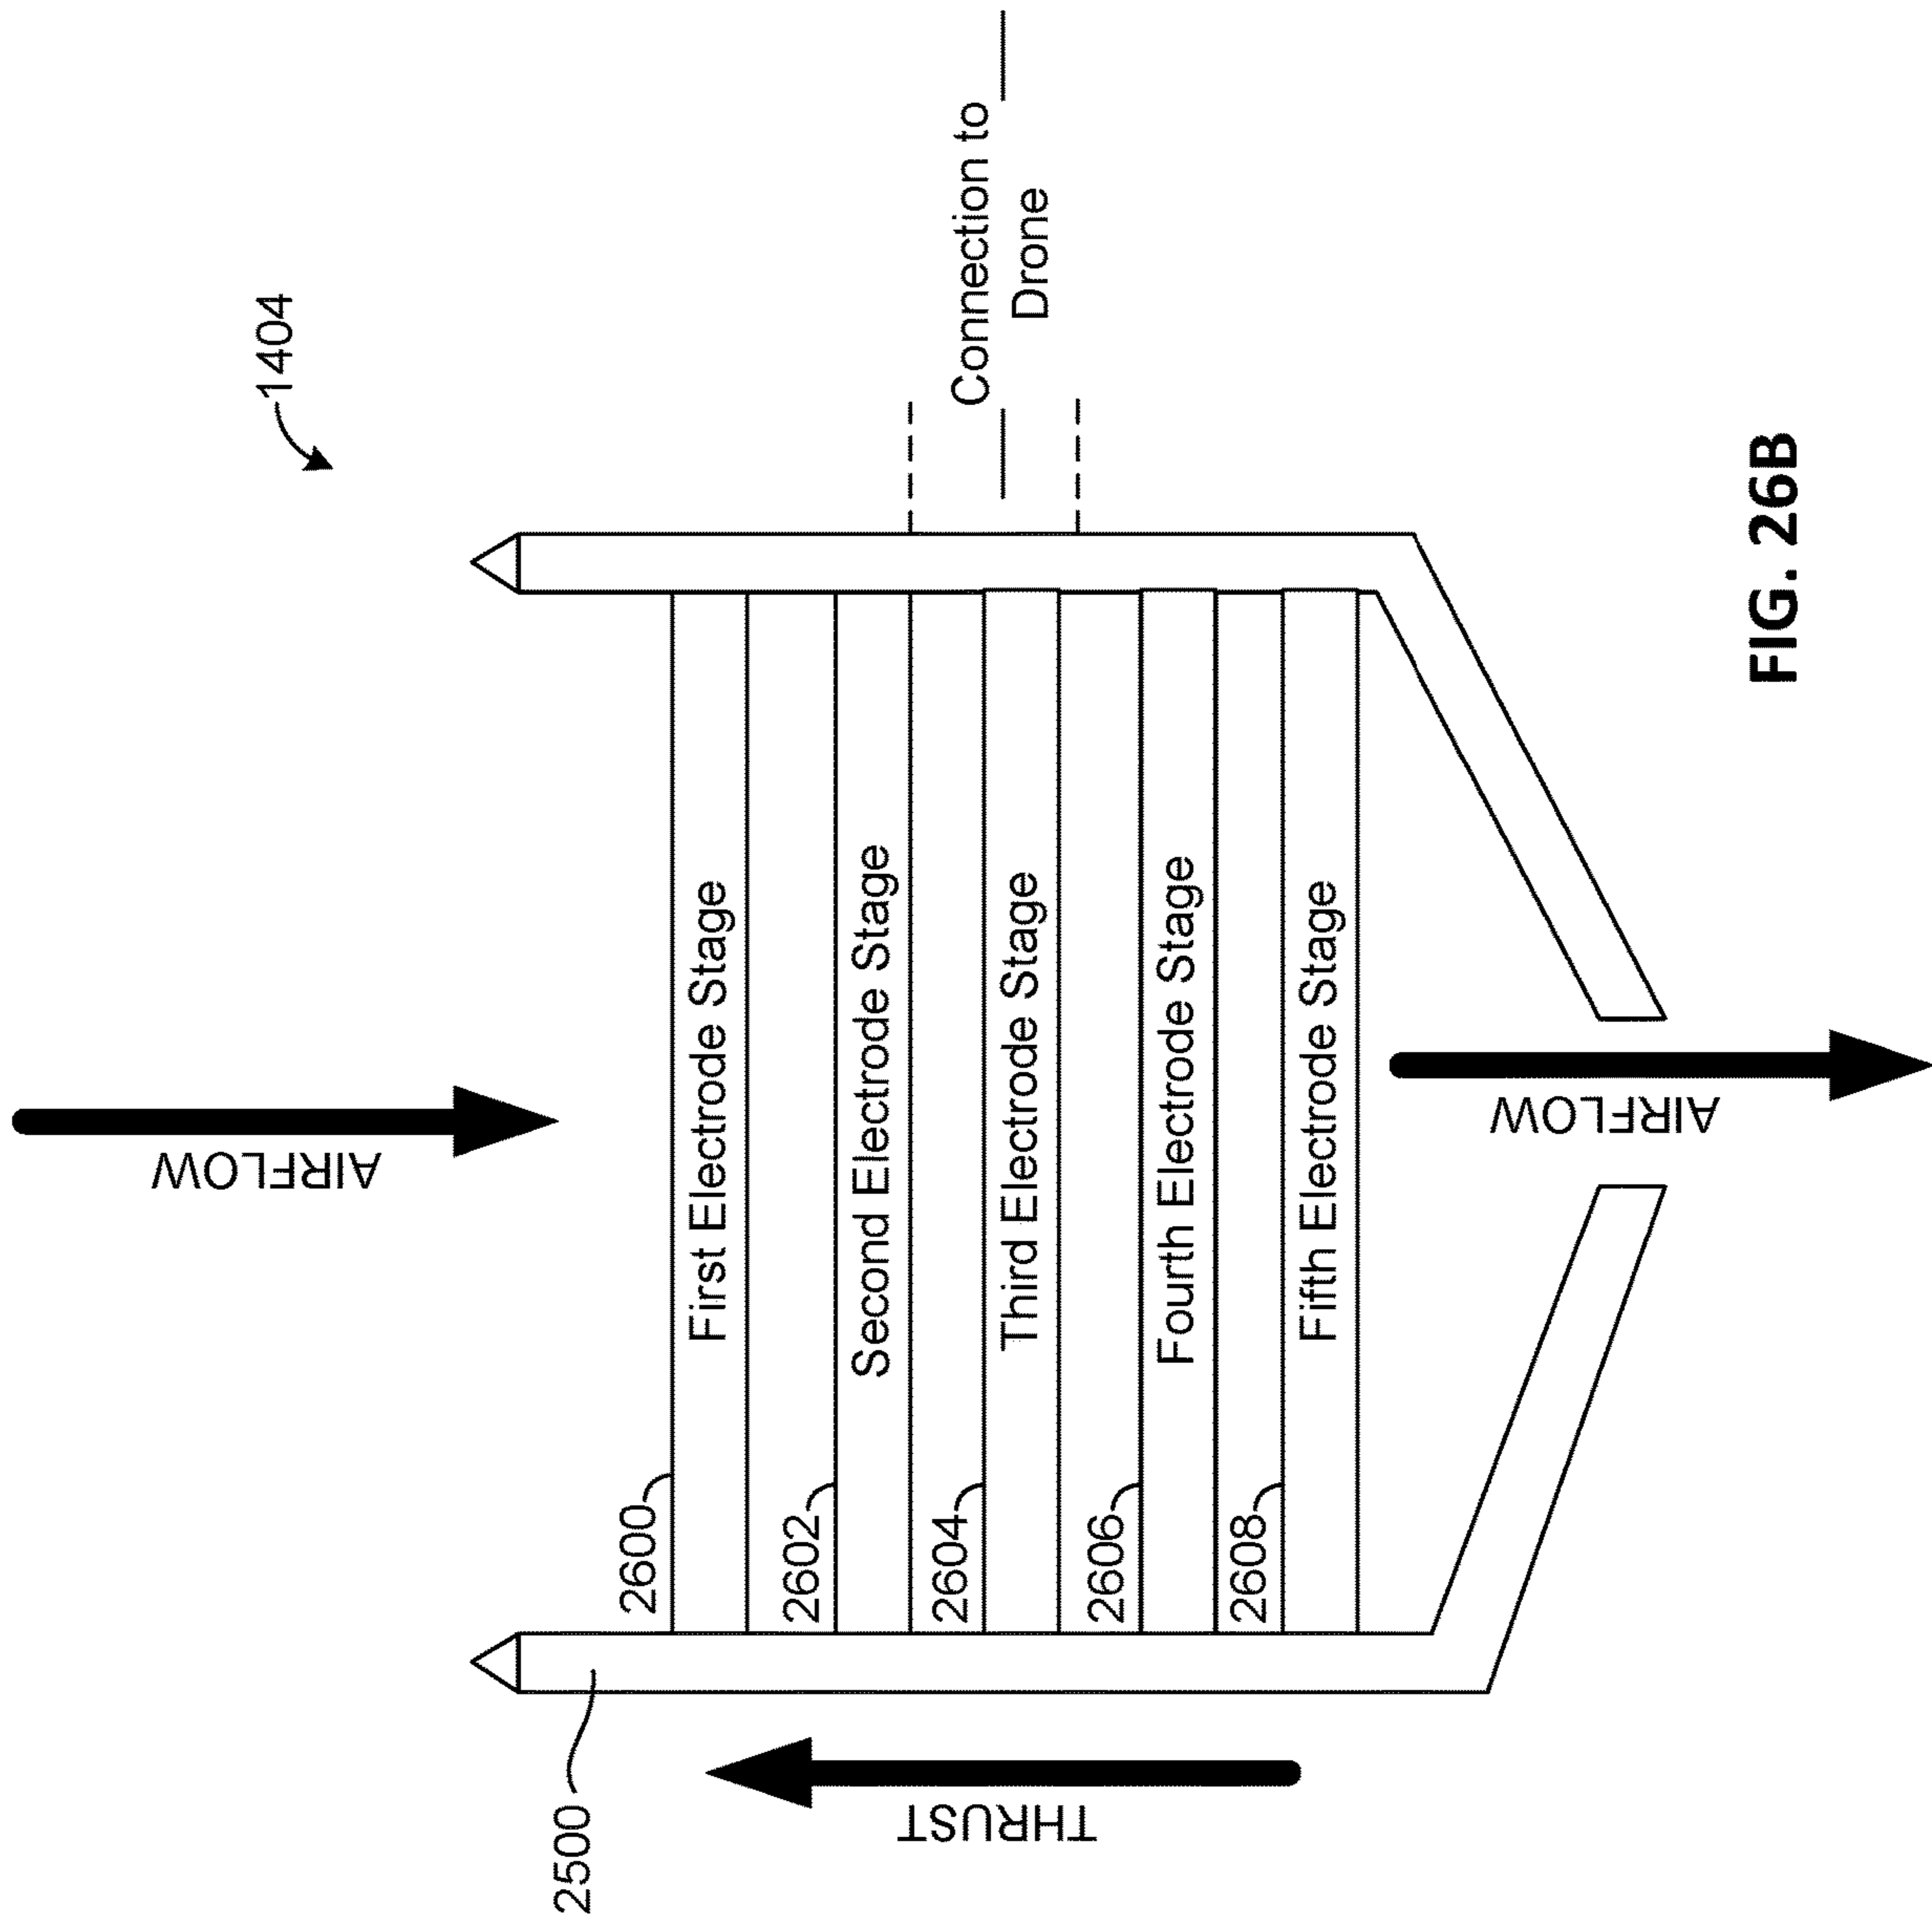 1404
AIRFLOW
Connection to
Drone
2500
2600
First Electrode Stage
2602
Second Electrode Stage
2604
Third Electrode Stage
2606
Fourth Electrode Stage
2608
Fifth Electrode Stage
THRUST
AIRFLOW
FIG. 26B